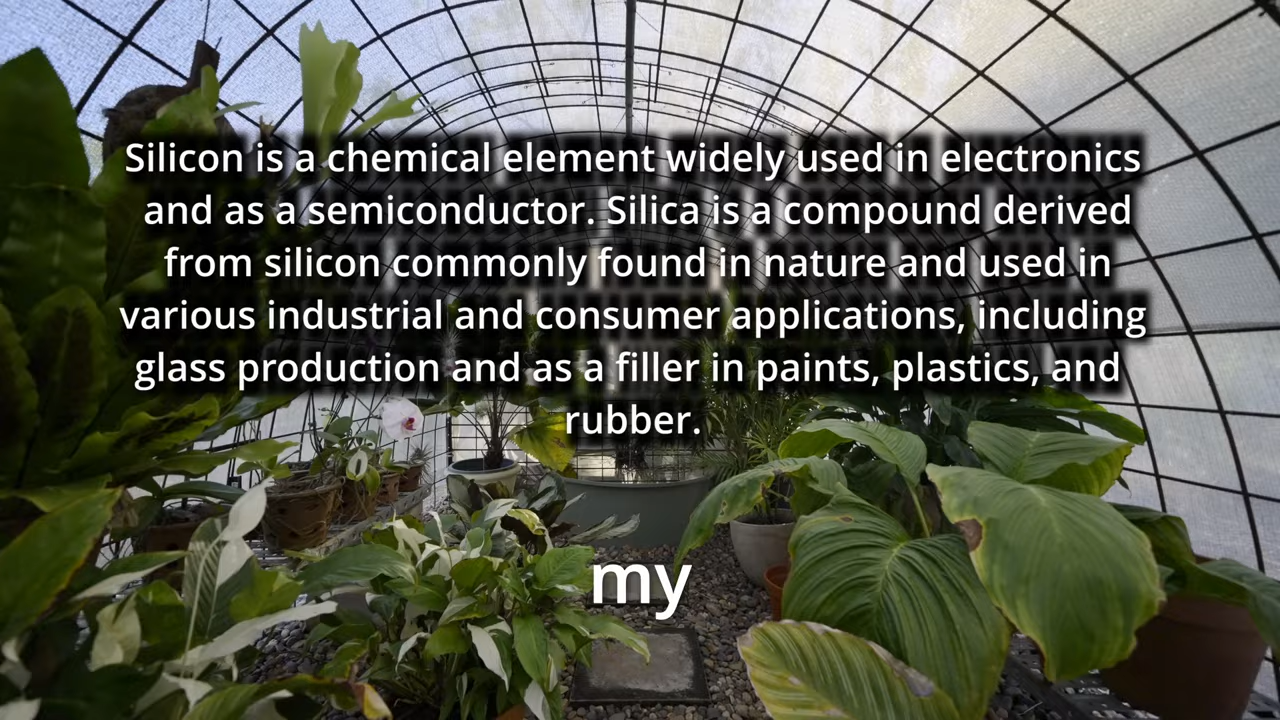 Silicon is a chemical element widely used in electronics
and as a semiconductor. Silica is a compound derived
from silicon commonly found in nature and used in
various industrial and consumer applications, including
glass production and as a filler in paints, plastics, and
rubber.
my